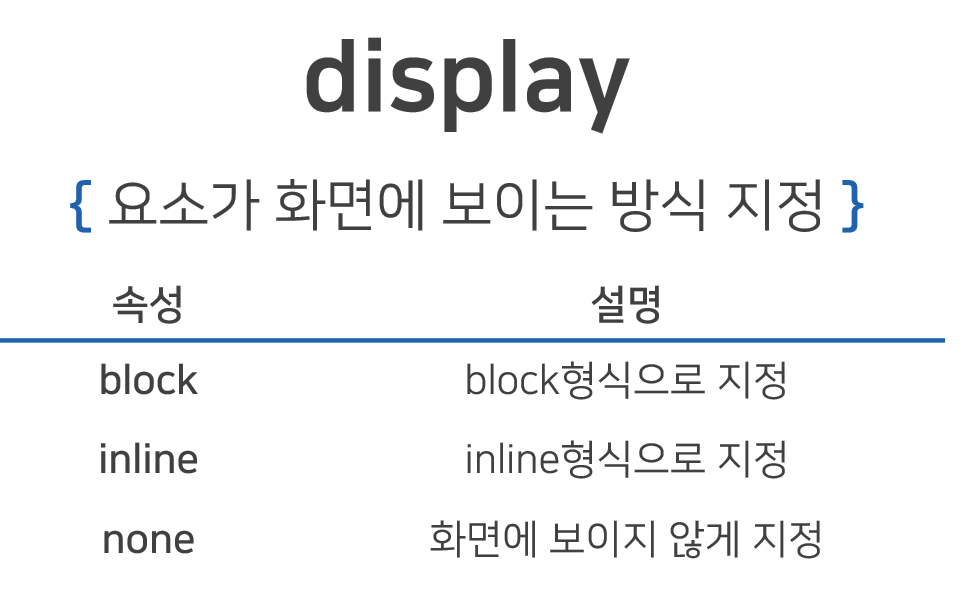 display
{ 요소가 화면에 보이는 방식 지정 }
속성 설명
block block형식으로 지정
inline inline형식으로 지정
none 화면에 보이지 않게 지정